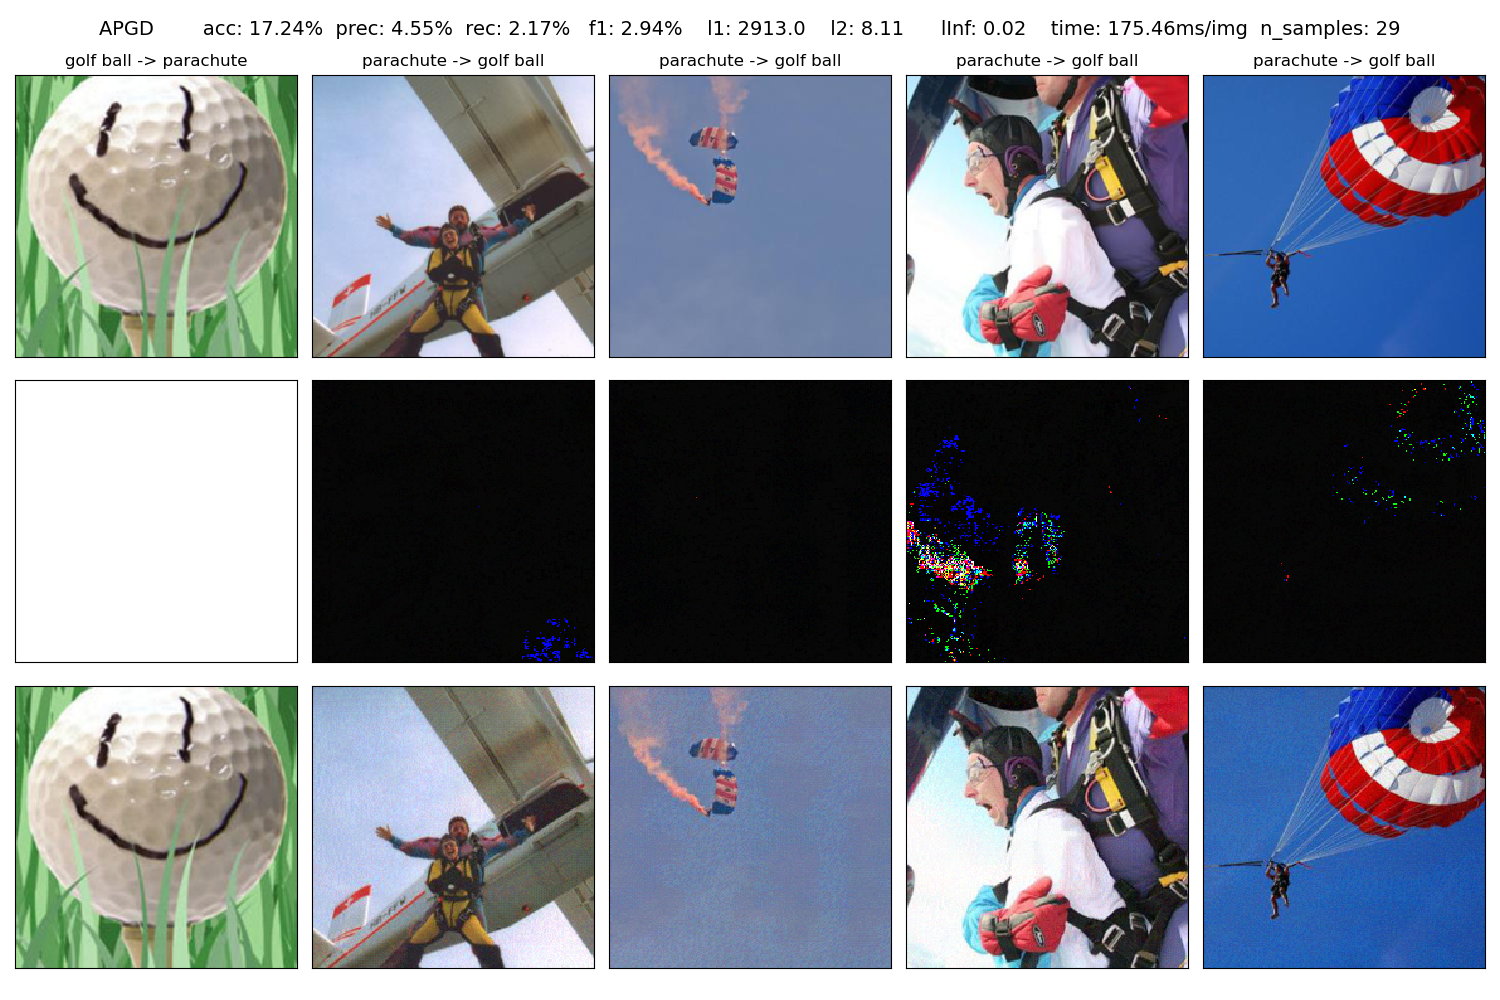 APGD acc: 17.24% prec: 4.55% rec: 2.17% f1: 2.94% l1: 2913.0 l2: 8.11 lInf: 0.02 time: 175.46ms/img n_samples: 29
golf ball -> parachute parachute -> golf ball parachute -> golf ball parachute -> golf ball parachute -> golf ball